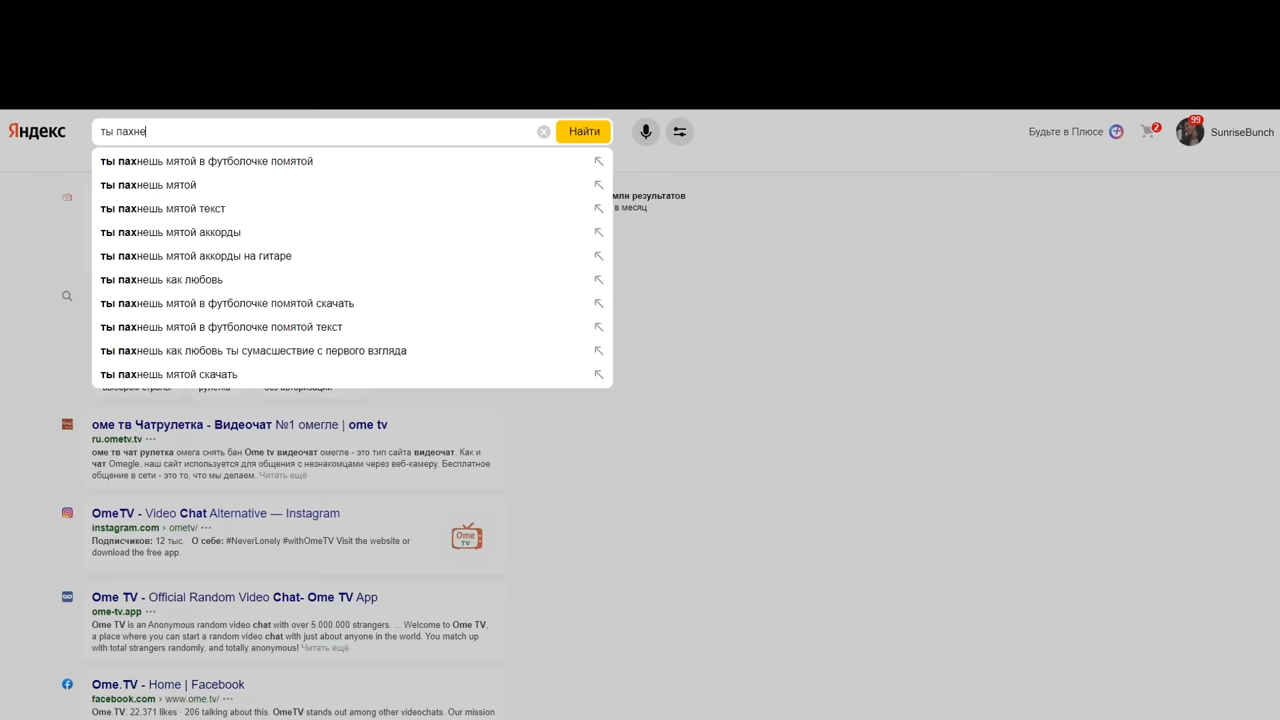 Яндекс
ты пахне
Найти
Будьте в Плюсе
2
99
SunriseBunch
ты пахнешь мятой в футболочке помятой
ты пахнешь мятой
ты пахнешь мятой текст
ты пахнешь мятой аккорды
ты пахнешь мятой аккорды на гитаре
ты пахнешь как любовь
ты пахнешь мятой в футболочке помятой скачать
ты пахнешь мятой в футболочке помятой текст
ты пахнешь как любовь ты сумасшествие с первого взгляда
ты пахнешь мятой скачать
млн результатов
в месяц
выбором страны рулетка без авторизации
оме тв Чатрулетка - Видеочат №1 омегле | ome tv
ru.ometv.tv ···
оме тв чат рулетка омега снять бан Ome tv видеочат омегле - это тип сайта видеочат. Как и
чат Omegle, наш сайт используется для общения с незнакомцами через веб-камеру. Бесплатное
общение в сети - это то, что мы делаем. Читать ещё
OmeTV - Video Chat Alternative — Instagram
instagram.com › ometv/ ···
Подписчиков: 12 тыс. О себе: #NeverLonely #withOmeTV Visit the website or
download the free app.
Ome
TV
Ome TV - Official Random Video Chat- Ome TV App
ome-tv.app ···
Ome TV is an Anonymous random video chat with over 5.000.000 strangers. ... Welcome to Ome TV,
a place where you can start a random video chat with just about anyone in the world. You match up
with total strangers randomly, and totally anonymous! Читать ещё
Ome.TV - Home | Facebook
facebook.com › www.ome.tv/ ···
Ome.TV. 22,371 likes · 206 talking about this. OmeTV stands out among other videochats. Our mission